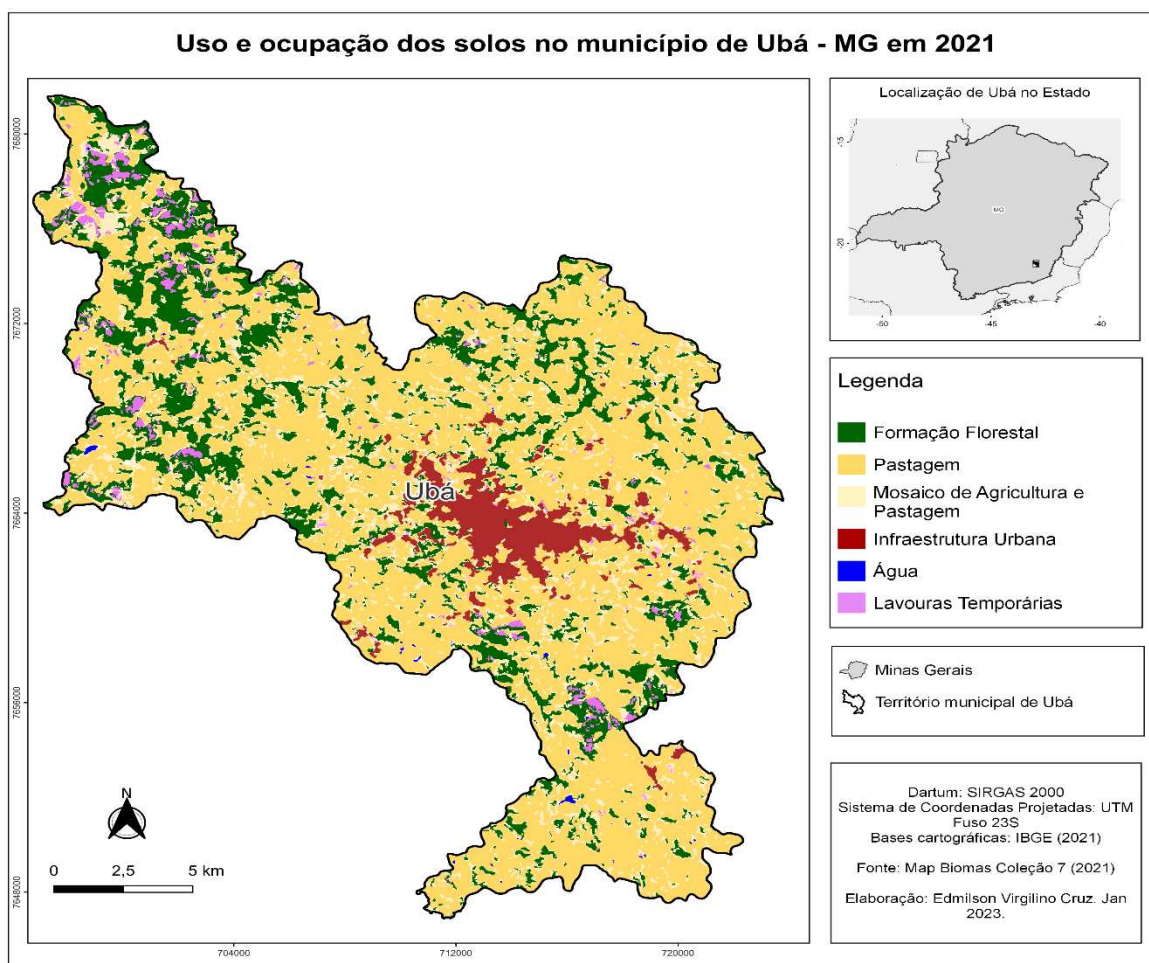 Uso e ocupação dos solos no município de Ubá - MG em 2021
7680000
7672000
7664000
7656000
7648000
Ubá
N
0 2,5 5 km
704000
712000
720000
Localização de Ubá no Estado
-15
-20
MG
-50
-45
-40
Legenda
Formação Florestal
Pastagem
Mosaico de Agricultura e
Pastagem
Infraestrutura Urbana
Água
Lavouras Temporárias
Minas Gerais
Território municipal de Ubá
Dartum: SIRGAS 2000
Sistema de Coordenadas Projetadas: UTM
Fuso 23S
Bases cartográficas: IBGE (2021)
Fonte: Map Biomas Coleção 7 (2021)
Elaboração: Edmilson Virgilino Cruz. Jan
2023.